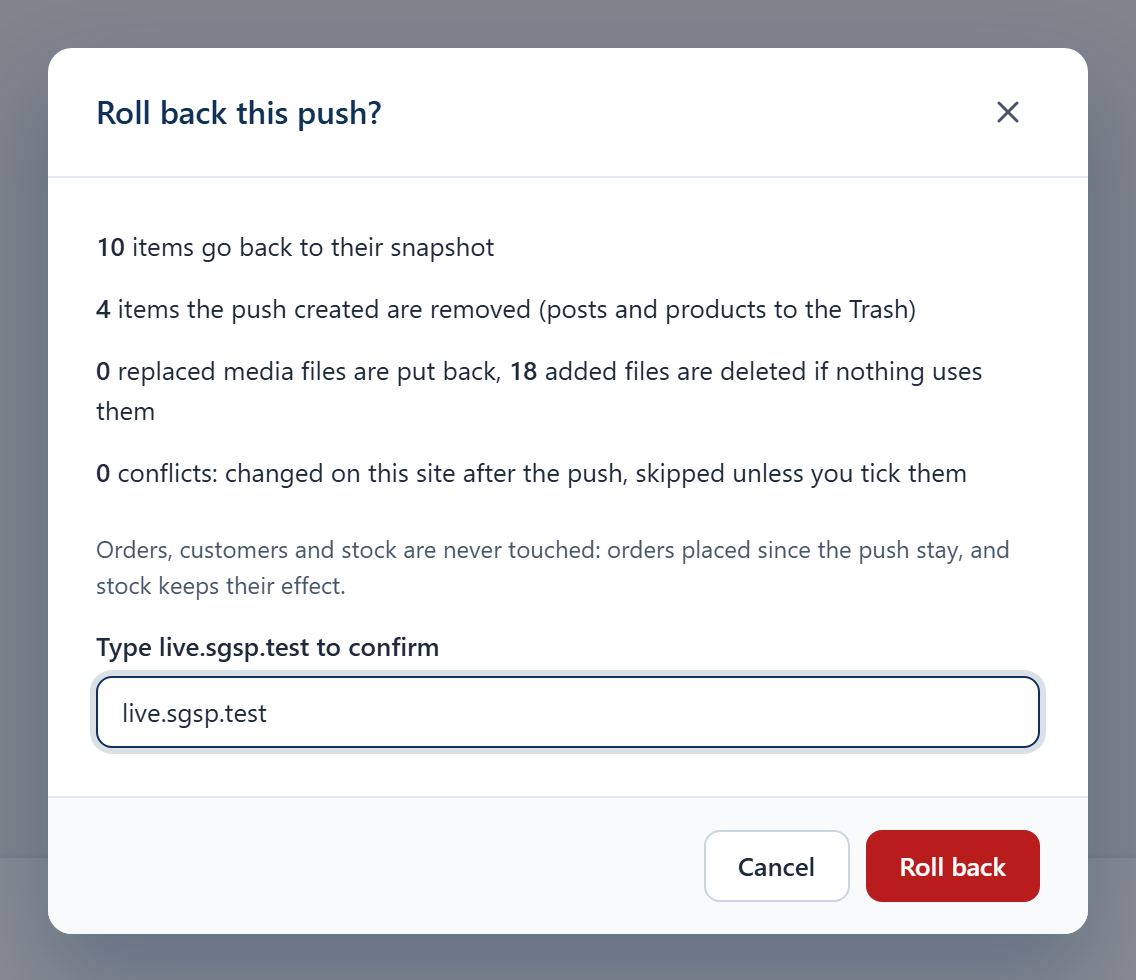 Roll back this push?
10 items go back to their snapshot
4 items the push created are removed (posts and products to the Trash)
0 replaced media files are put back, 18 added files are deleted if nothing uses
them
0 conflicts: changed on this site after the push, skipped unless you tick them
Orders, customers and stock are never touched: orders placed since the push stay, and
stock keeps their effect.
Type live.sgsp.test to confirm
live.sgsp.test
Cancel
Roll back